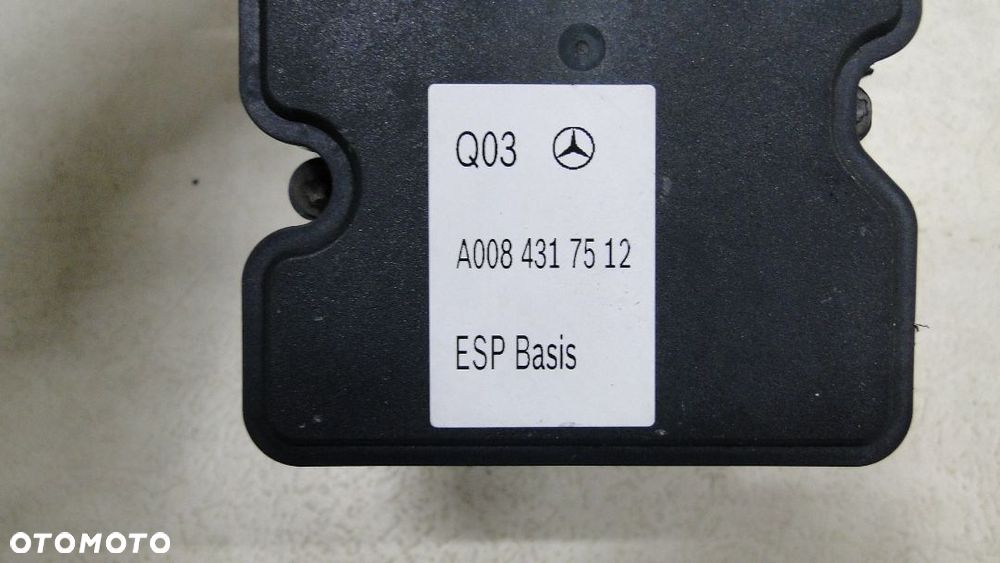 Q03
A008 431 75 12
ESP Basis
OTOMOTO